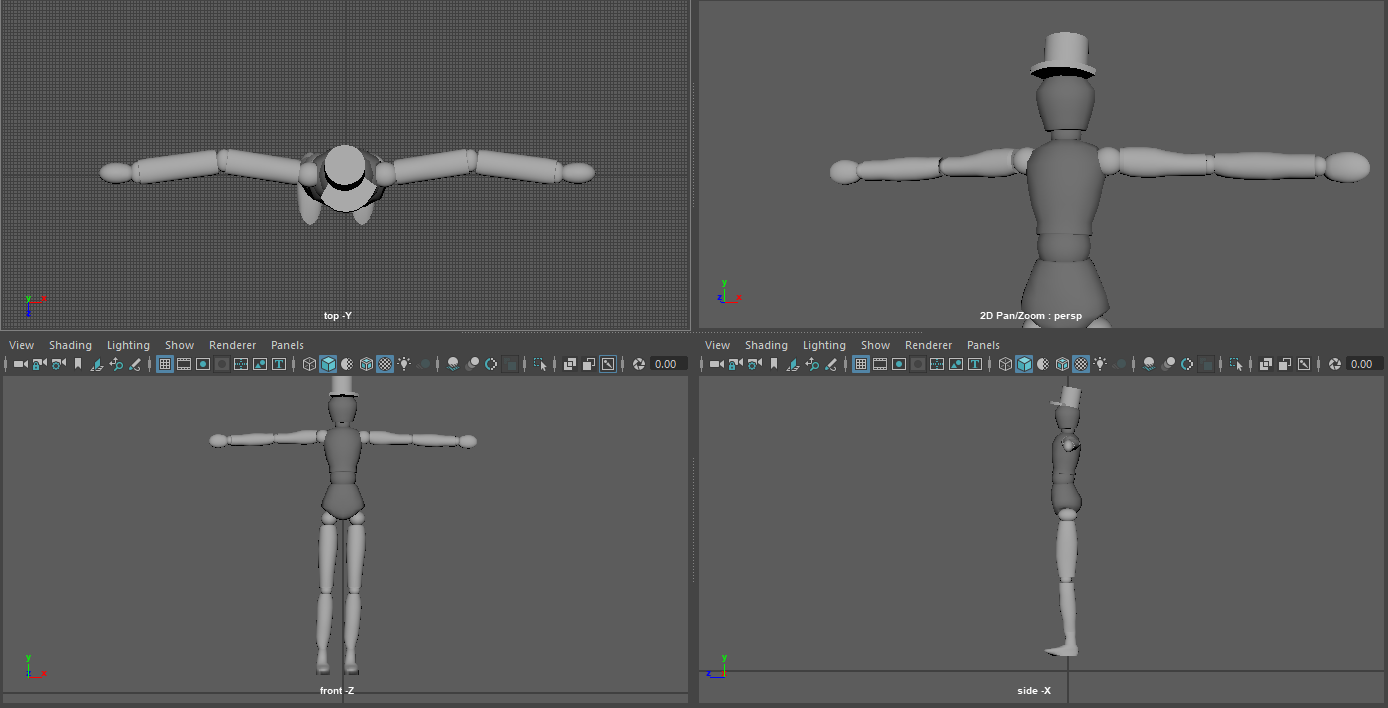 y
x
z
top -Y
y
z
x
2D Pan/Zoom : persp
View Shading Lighting Show Renderer Panels
0.00
y
z
x
front -Z
View Shading Lighting Show Renderer Panels
0.00
y
z
side -X